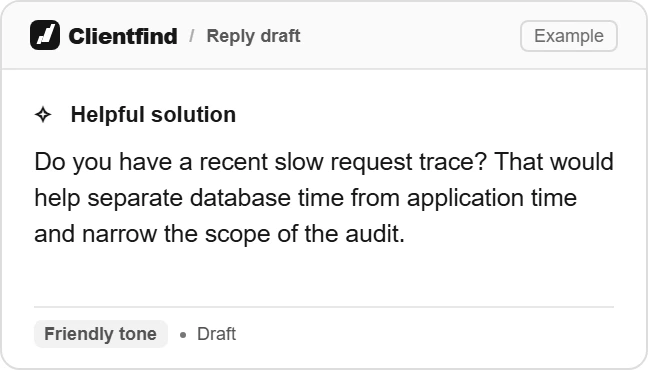 Clientfind / Reply draft
Example
Helpful solution
Do you have a recent slow request trace? That would
help separate database time from application time
and narrow the scope of the audit.
Friendly tone • Draft